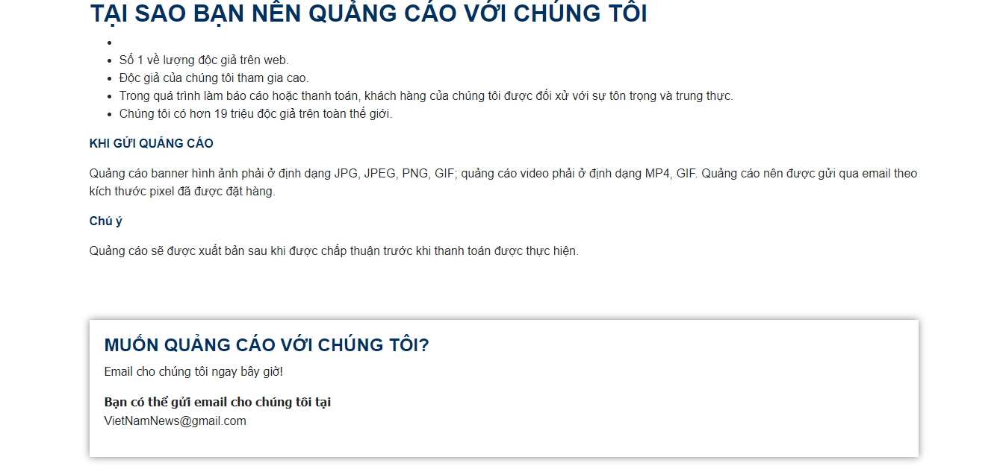 TẠI SAO BẠN NÊN QUẢNG CÁO VỚI CHÚNG TÔI
Số 1 về lượng độc giả trên web.
Độc giả của chúng tôi tham gia cao.
Trong quá trình làm báo cáo hoặc thanh toán, khách hàng của chúng tôi được đối xử với sự tôn trọng và trung thực.
Chúng tôi có hơn 19 triệu độc giả trên toàn thế giới.
KHI GỬI QUẢNG CÁO
Quảng cáo banner hình ảnh phải ở định dạng JPG, JPEG, PNG, GIF; quảng cáo video phải ở định dạng MP4, GIF. Quảng cáo nên được gửi qua email theo
kích thước pixel đã được đặt hàng.
Chú ý
Quảng cáo sẽ được xuất bản sau khi được chấp thuận trước khi thanh toán được thực hiện.
MUỐN QUẢNG CÁO VỚI CHÚNG TÔI?
Email cho chúng tôi ngay bây giờ!
Bạn có thể gửi email cho chúng tôi tại
VietNamNews@gmail.com